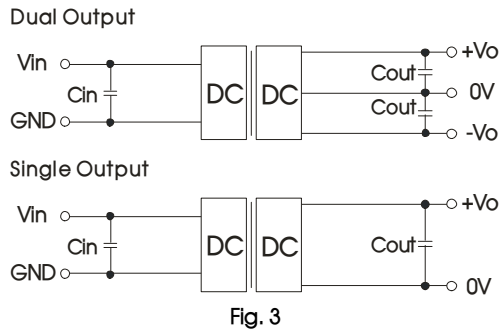 Dual Output
Vin
Cin
GND
DC DC
Cout
Cout
+Vo
0V
-Vo
Single Output
Vin
Cin
GND
DC DC
Cout
+Vo
0V
Fig. 3